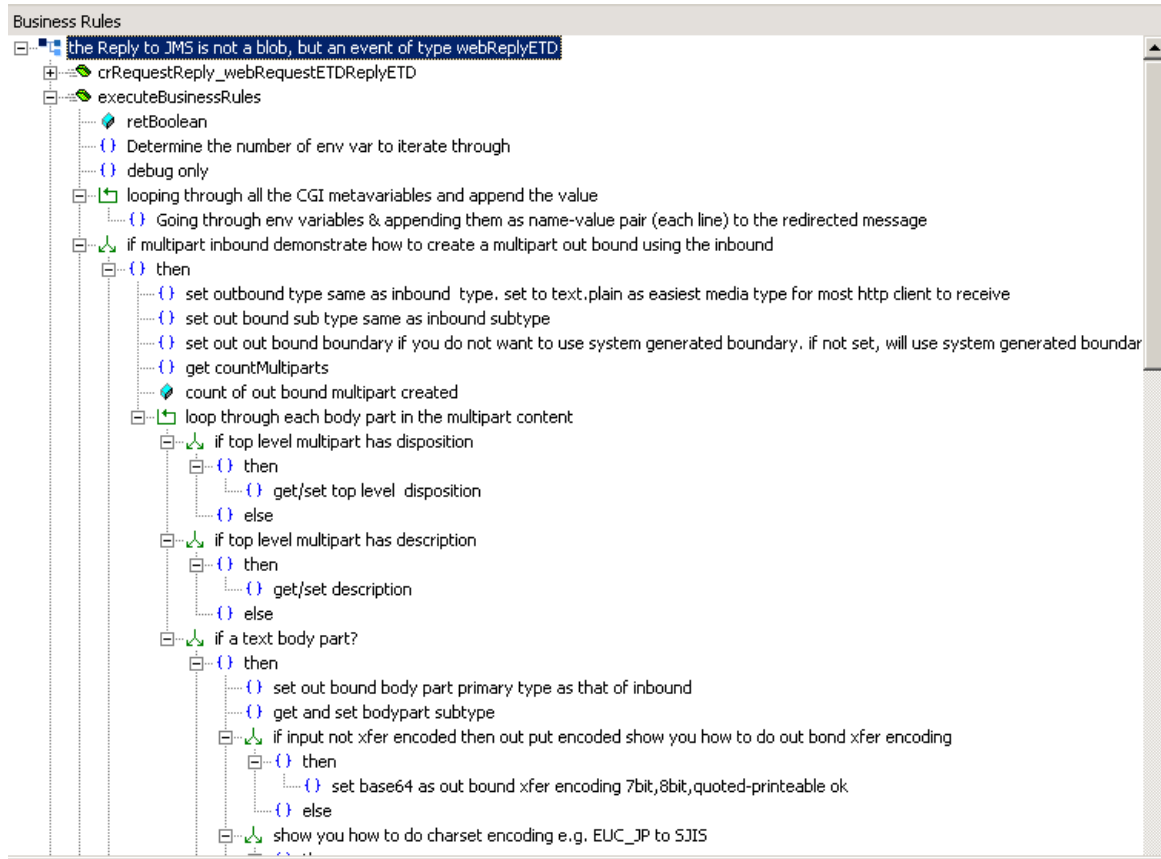 Business Rules
the Reply to JMS is not a blob, but an event of type webReplyETD
crRequestReply_webRequestETDReplyETD
executeBusinessRules
retBoolean
{} Determine the number of env var to iterate through
{} debug only
looping through all the CGI metavariables and append the value
{} Going through env variables & appending them as name-value pair (each line) to the redirected message
if multipart inbound demonstrate how to create a multipart out bound using the inbound
{} then
{} set outbound type same as inbound type. set to text.plain as easiest media type for most http client to receive
{} set out bound sub type same as inbound subtype
{} set out out bound boundary if you do not want to use system generated boundary. if not set, will use system generated boundar
{} get countMultiparts
count of out bound multipart created
loop through each body part in the multipart content
if top level multipart has disposition
{} then
{} get/set top level disposition
{} else
if top level multipart has description
{} then
{} get/set description
{} else
if a text body part?
{} then
{} set out bound body part primary type as that of inbound
{} get and set bodypart subtype
if input not xfer encoded then out put encoded show you how to do out bond xfer encoding
{} then
{} set base64 as out bound xfer encoding 7bit,8bit,quoted-printeable ok
{} else
show you how to do charset encoding e.g. EUC_JP to SJIS